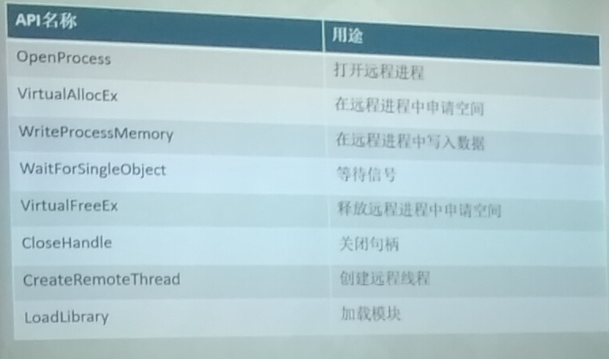 API名称 用途
OpenProcess 打开远程进程
VirtualAllocEx 在远程进程中申请空间
WriteProcessMemory 在远程进程中写入数据
WaitForSingleObject 等待信号
VirtualFreeEx 释放远程进程中申请空间
CloseHandle 关闭句柄
CreateRemoteThread 创建远程线程
LoadLibrary 加载模块